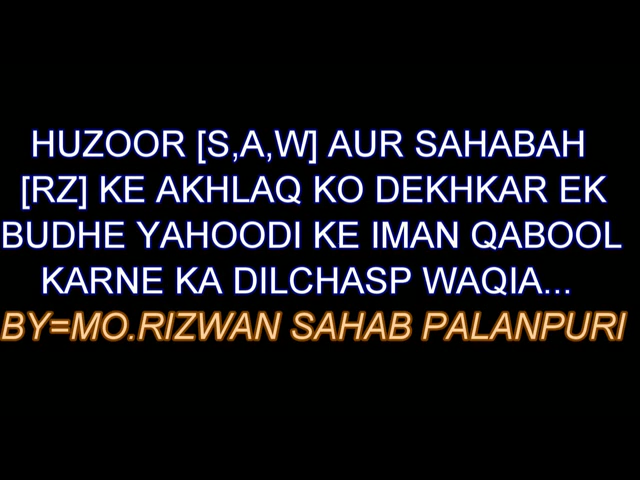 HUZOOR [S,A,W] AUR SAHABAH
[RZ] KE AKHLAQ KO DEKHKAR EK
BUDHE YAHOODI KE IMAN QABOOL
KARNE KA DILCHASP WAQIA...
BY=MO.RIZWAN SAHAB PALANPURI